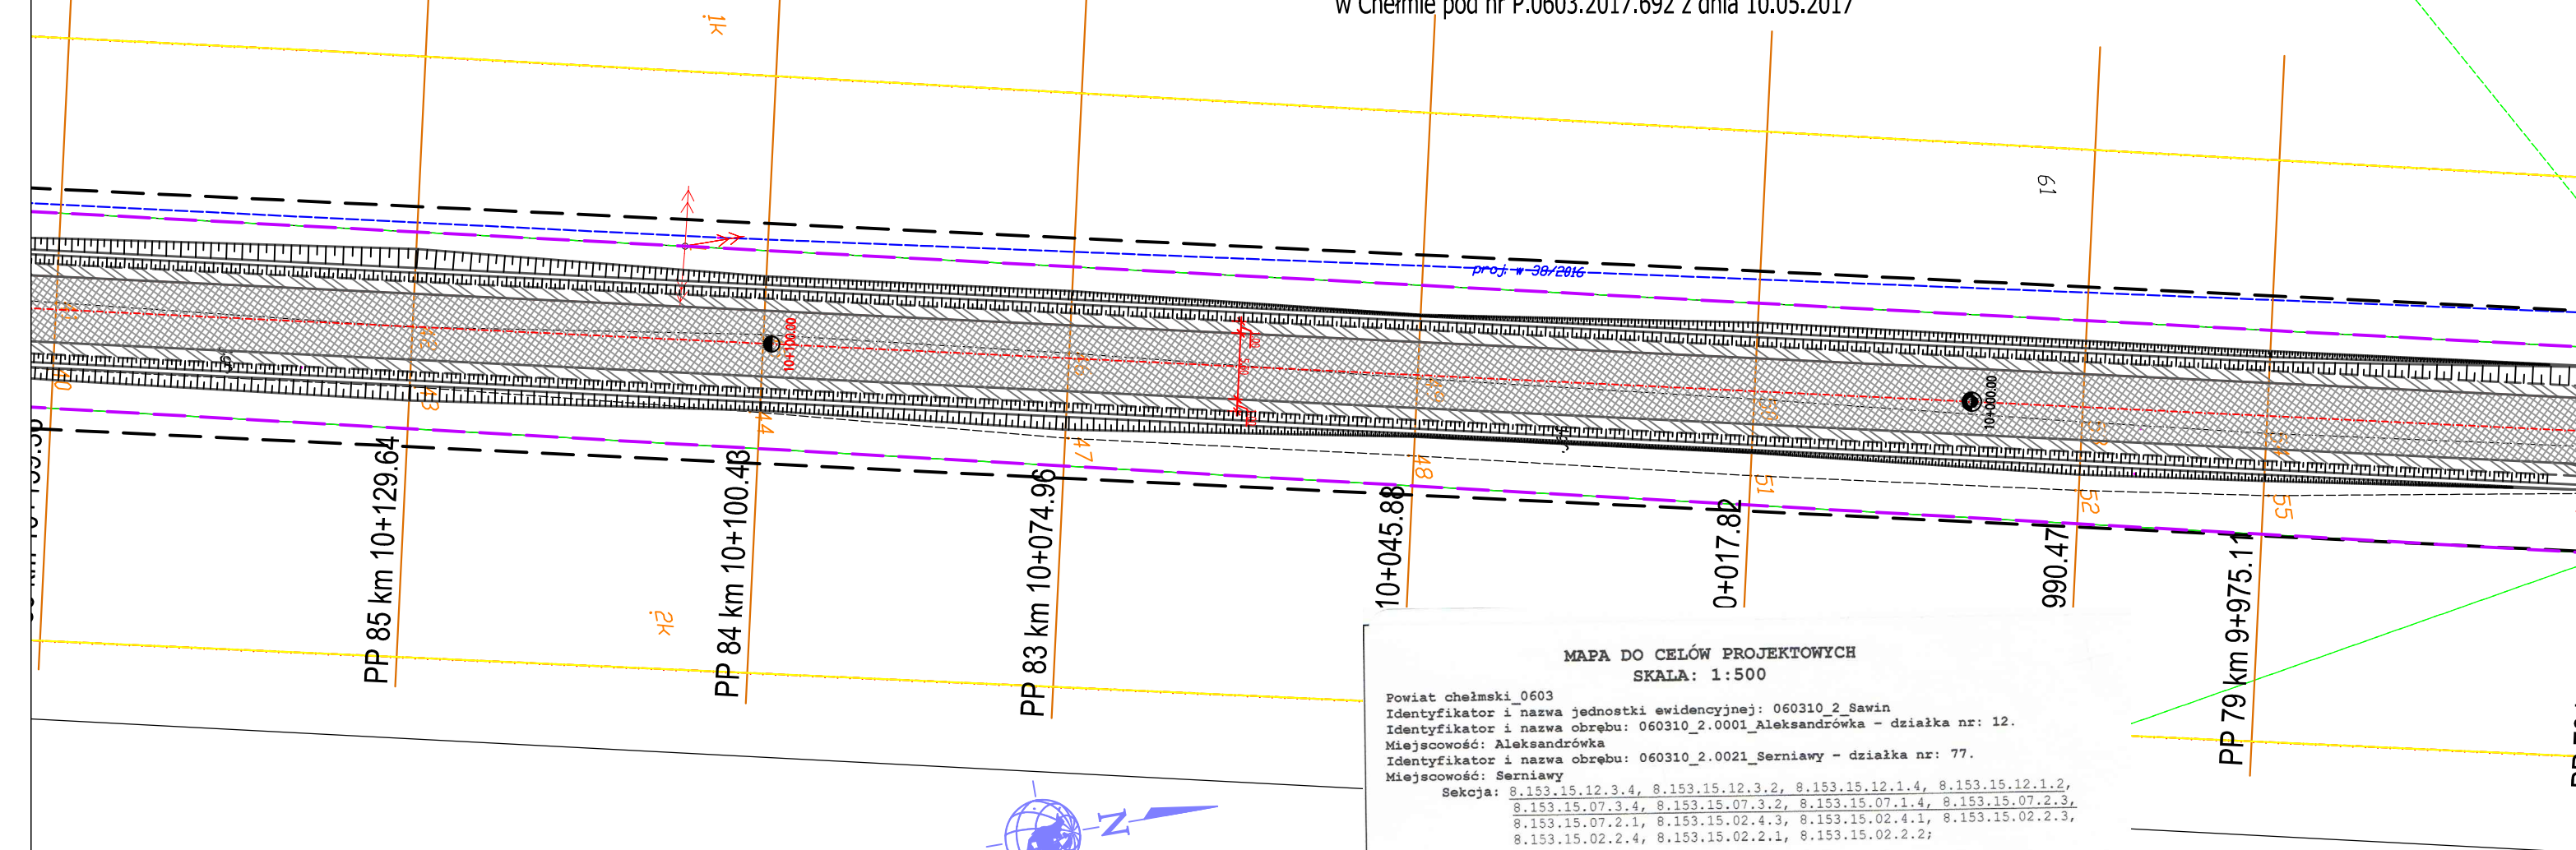 w Chełmie pod nr P.0603.2017.692 z dnia 10.05.2017
1k
61
proj w 38/2016
10+100.00
10+000.00
40
43
44
47
48
51
52
55
PP 85 km 10+129.64
PP 84 km 10+100.43
PP 83 km 10+074.96
10+045.88
0+017.82
990.47
PP 79 km 9+975.11
2k
N
MAPA DO CELÓW PROJEKTOWYCH
SKALA: 1:500
Powiat chełmski_0603
Identyfikator i nazwa jednostki ewidencyjnej: 060310_2_Sawin
Identyfikator i nazwa obrębu: 060310_2.0001_Aleksandrówka - działka nr: 12.
Miejscowość: Aleksandrówka
Identyfikator i nazwa obrębu: 060310_2.0021_Serniawy - działka nr: 77.
Miejscowość: Serniawy
Sekcja: 8.153.15.12.3.4, 8.153.15.12.3.2, 8.153.15.12.1.4, 8.153.15.12.1.2,
8.153.15.07.3.4, 8.153.15.07.3.2, 8.153.15.07.1.4, 8.153.15.07.2.3,
8.153.15.07.2.1, 8.153.15.02.4.3, 8.153.15.02.4.1, 8.153.15.02.2.3,
8.153.15.02.2.4, 8.153.15.02.2.1, 8.153.15.02.2.2;